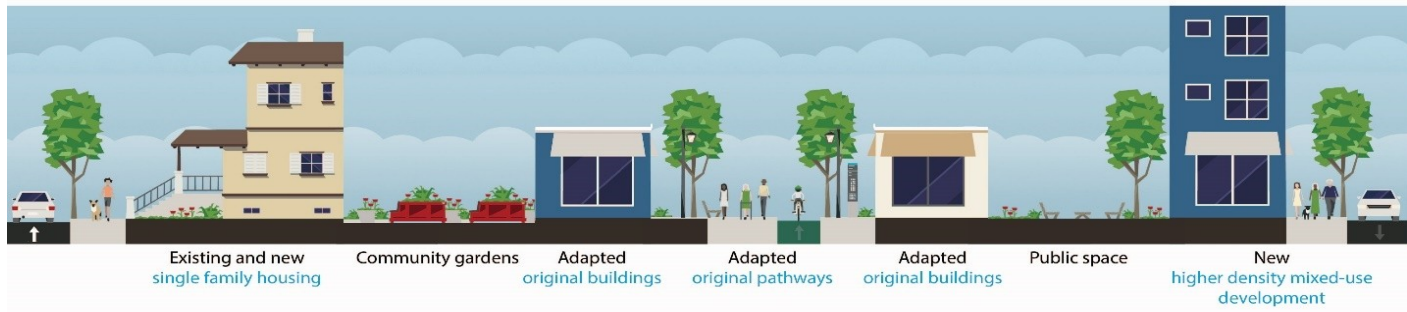 Existing and new
single family housing
Community gardens
Adapted
original buildings
Adapted
original pathways
Adapted
original buildings
Public space
New
higher density mixed-use
development